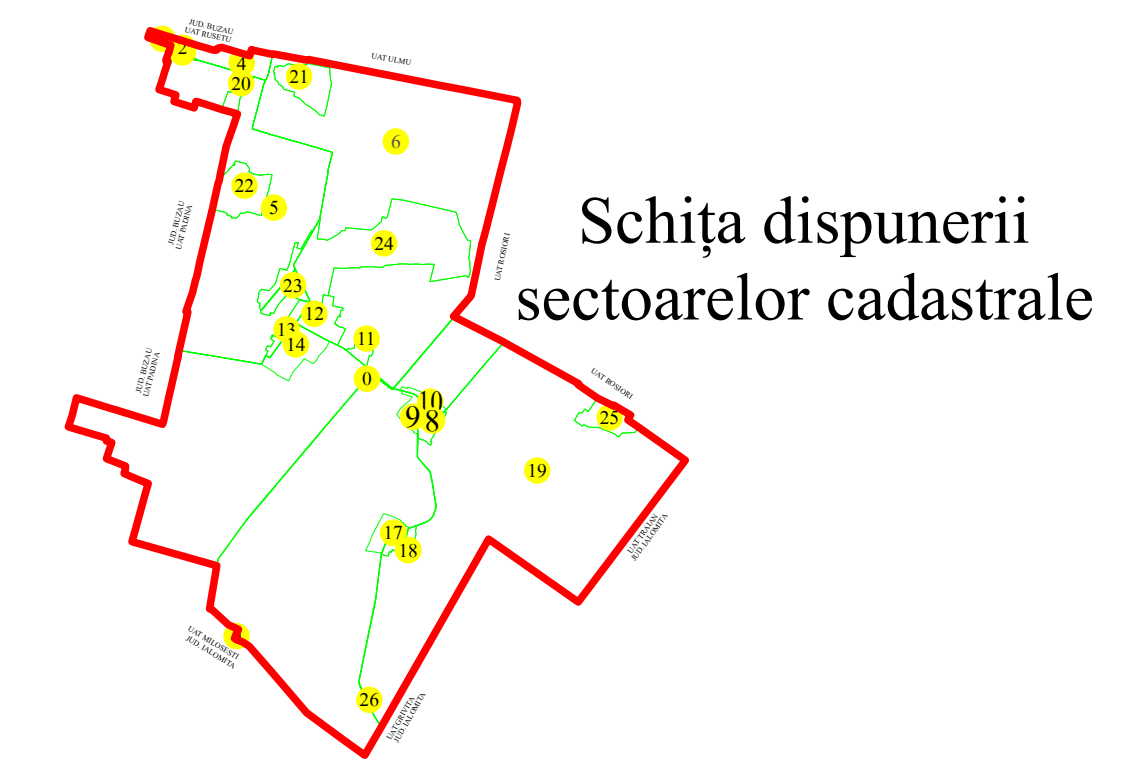 JUD. BUZAU
UAT RUSETU
UAT ULMU
2
4
20
21
6
22
5
JUD. BUZAU
UAT PADINA
24
UAT ROSIORI
Schița dispunerii
sectoarelor cadastrale
23
12
13
14
11
0
JUD. BUZAU
UAT PADINA
10
9
8
UAT ROSIORI
25
19
17
18
UAT TRAIAN
JUD. IALOMITA
UAT MILOSESTI
JUD. IALOMITA
26
UAT GRIVITA
JUD. IALOMITA